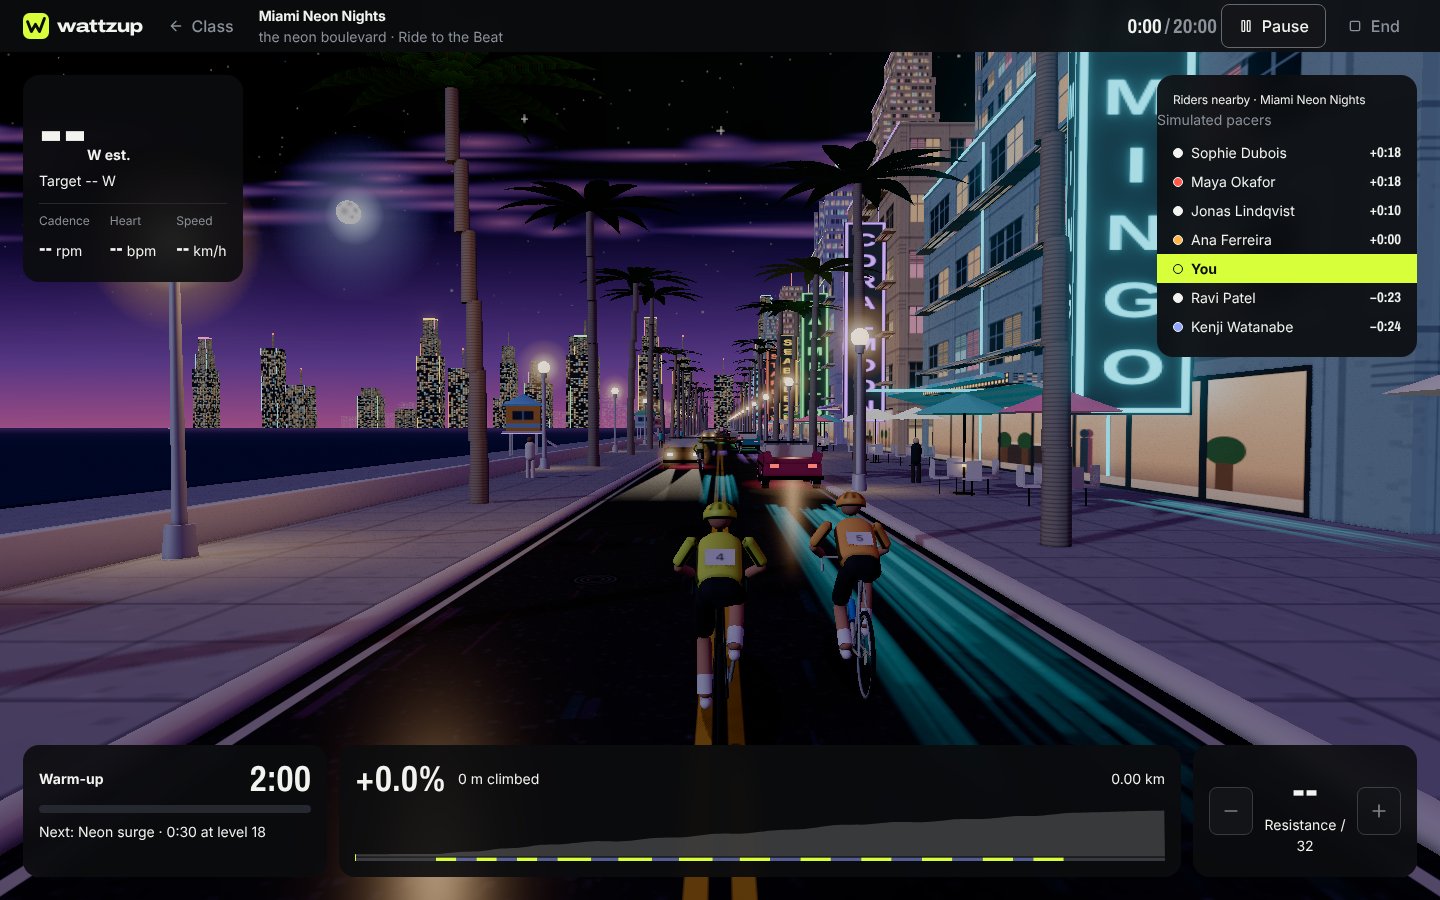 wattzup
Class
Miami Neon Nights
the neon boulevard · Ride to the Beat
0:00 / 20:00
Pause
End
-- W est.
Target -- W
Cadence Heart Speed
-- rpm -- bpm -- km/h
Riders nearby · Miami Neon Nights
Simulated pacers
Sophie Dubois +0:18
Maya Okafor +0:18
Jonas Lindqvist +0:10
Ana Ferreira +0:00
You
Ravi Patel −0:23
Kenji Watanabe −0:24
M
I
N
G
O
4
5
Warm-up 2:00
Next: Neon surge · 0:30 at level 18
+0.0% 0 m climbed 0.00 km
--
Resistance /
32